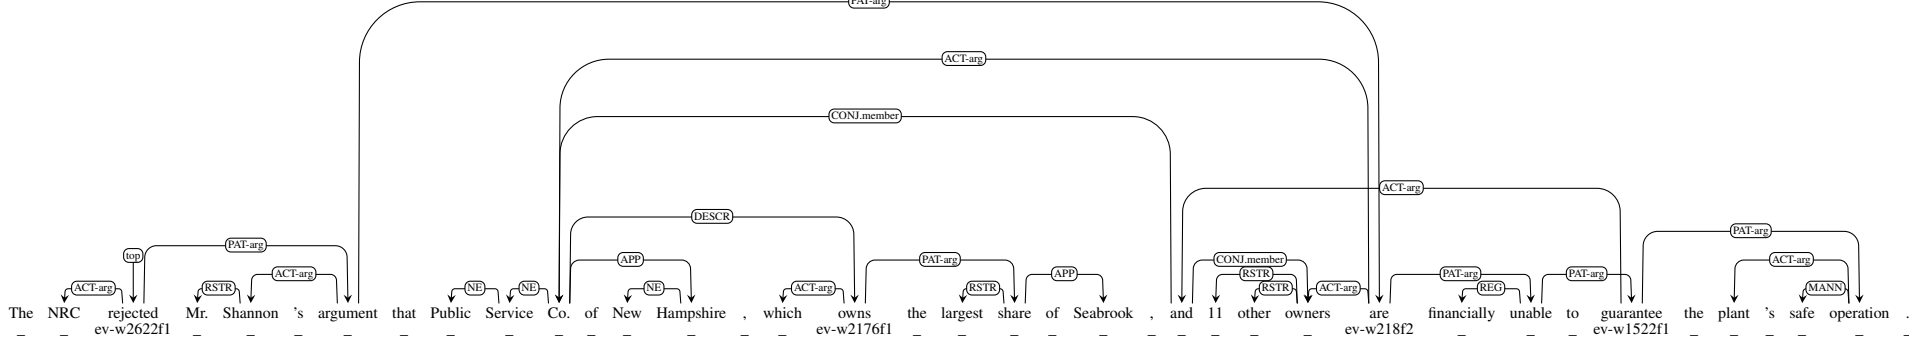 PAT-arg
ACT-arg
CONJ.member
ACT-arg
DESCR
PAT-arg
PAT-arg
top
APP PAT-arg CONJ.member ACT-arg
ACT-arg APP RSTR PAT-arg PAT-arg
ACT-arg RSTR NE NE NE ACT-arg RSTR RSTR ACT-arg REG MANN
The NRC rejected Mr. Shannon 's argument that Public Service Co. of New Hampshire , which owns the largest share of Seabrook , and 11 other owners are financially unable to guarantee the plant 's safe operation .
_ _ ev-w2622f1 _ _ _ _ _ _ _ _ _ _ _ _ _ ev-w2176f1 _ _ _ _ _ _ _ _ _ _ ev-w218f2 _ _ _ ev-w1522f1 _ _ _ _ _ _